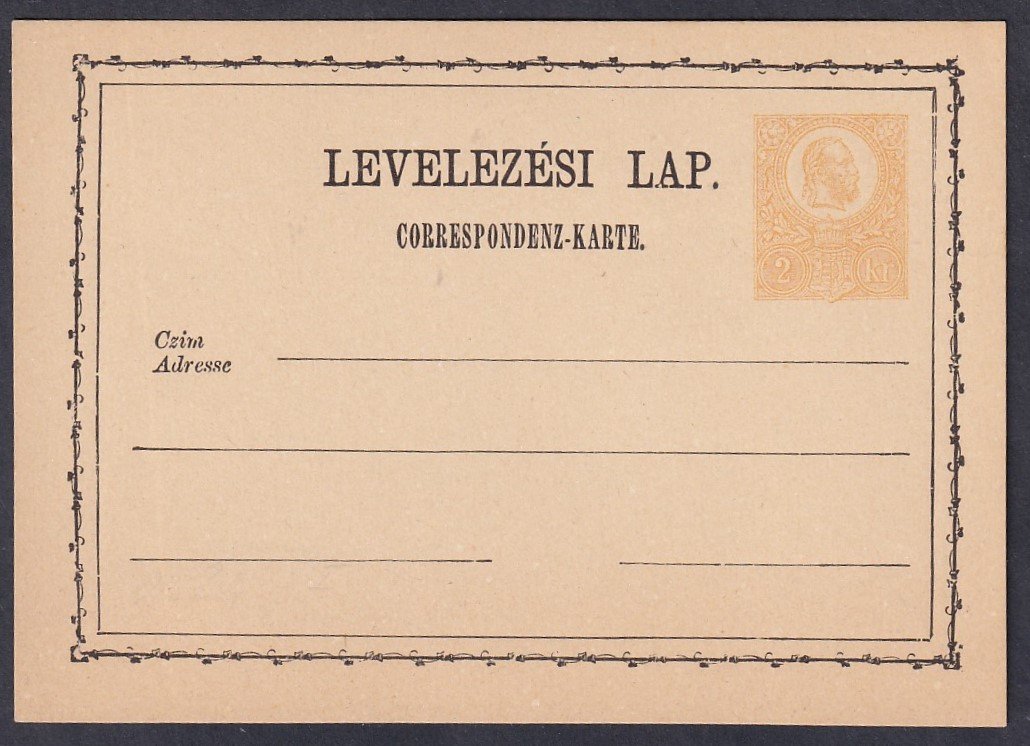 LEVELEZÉSI LAP.
CORRESPONDENZ-KARTE.
2 kr
Czim
Adresse